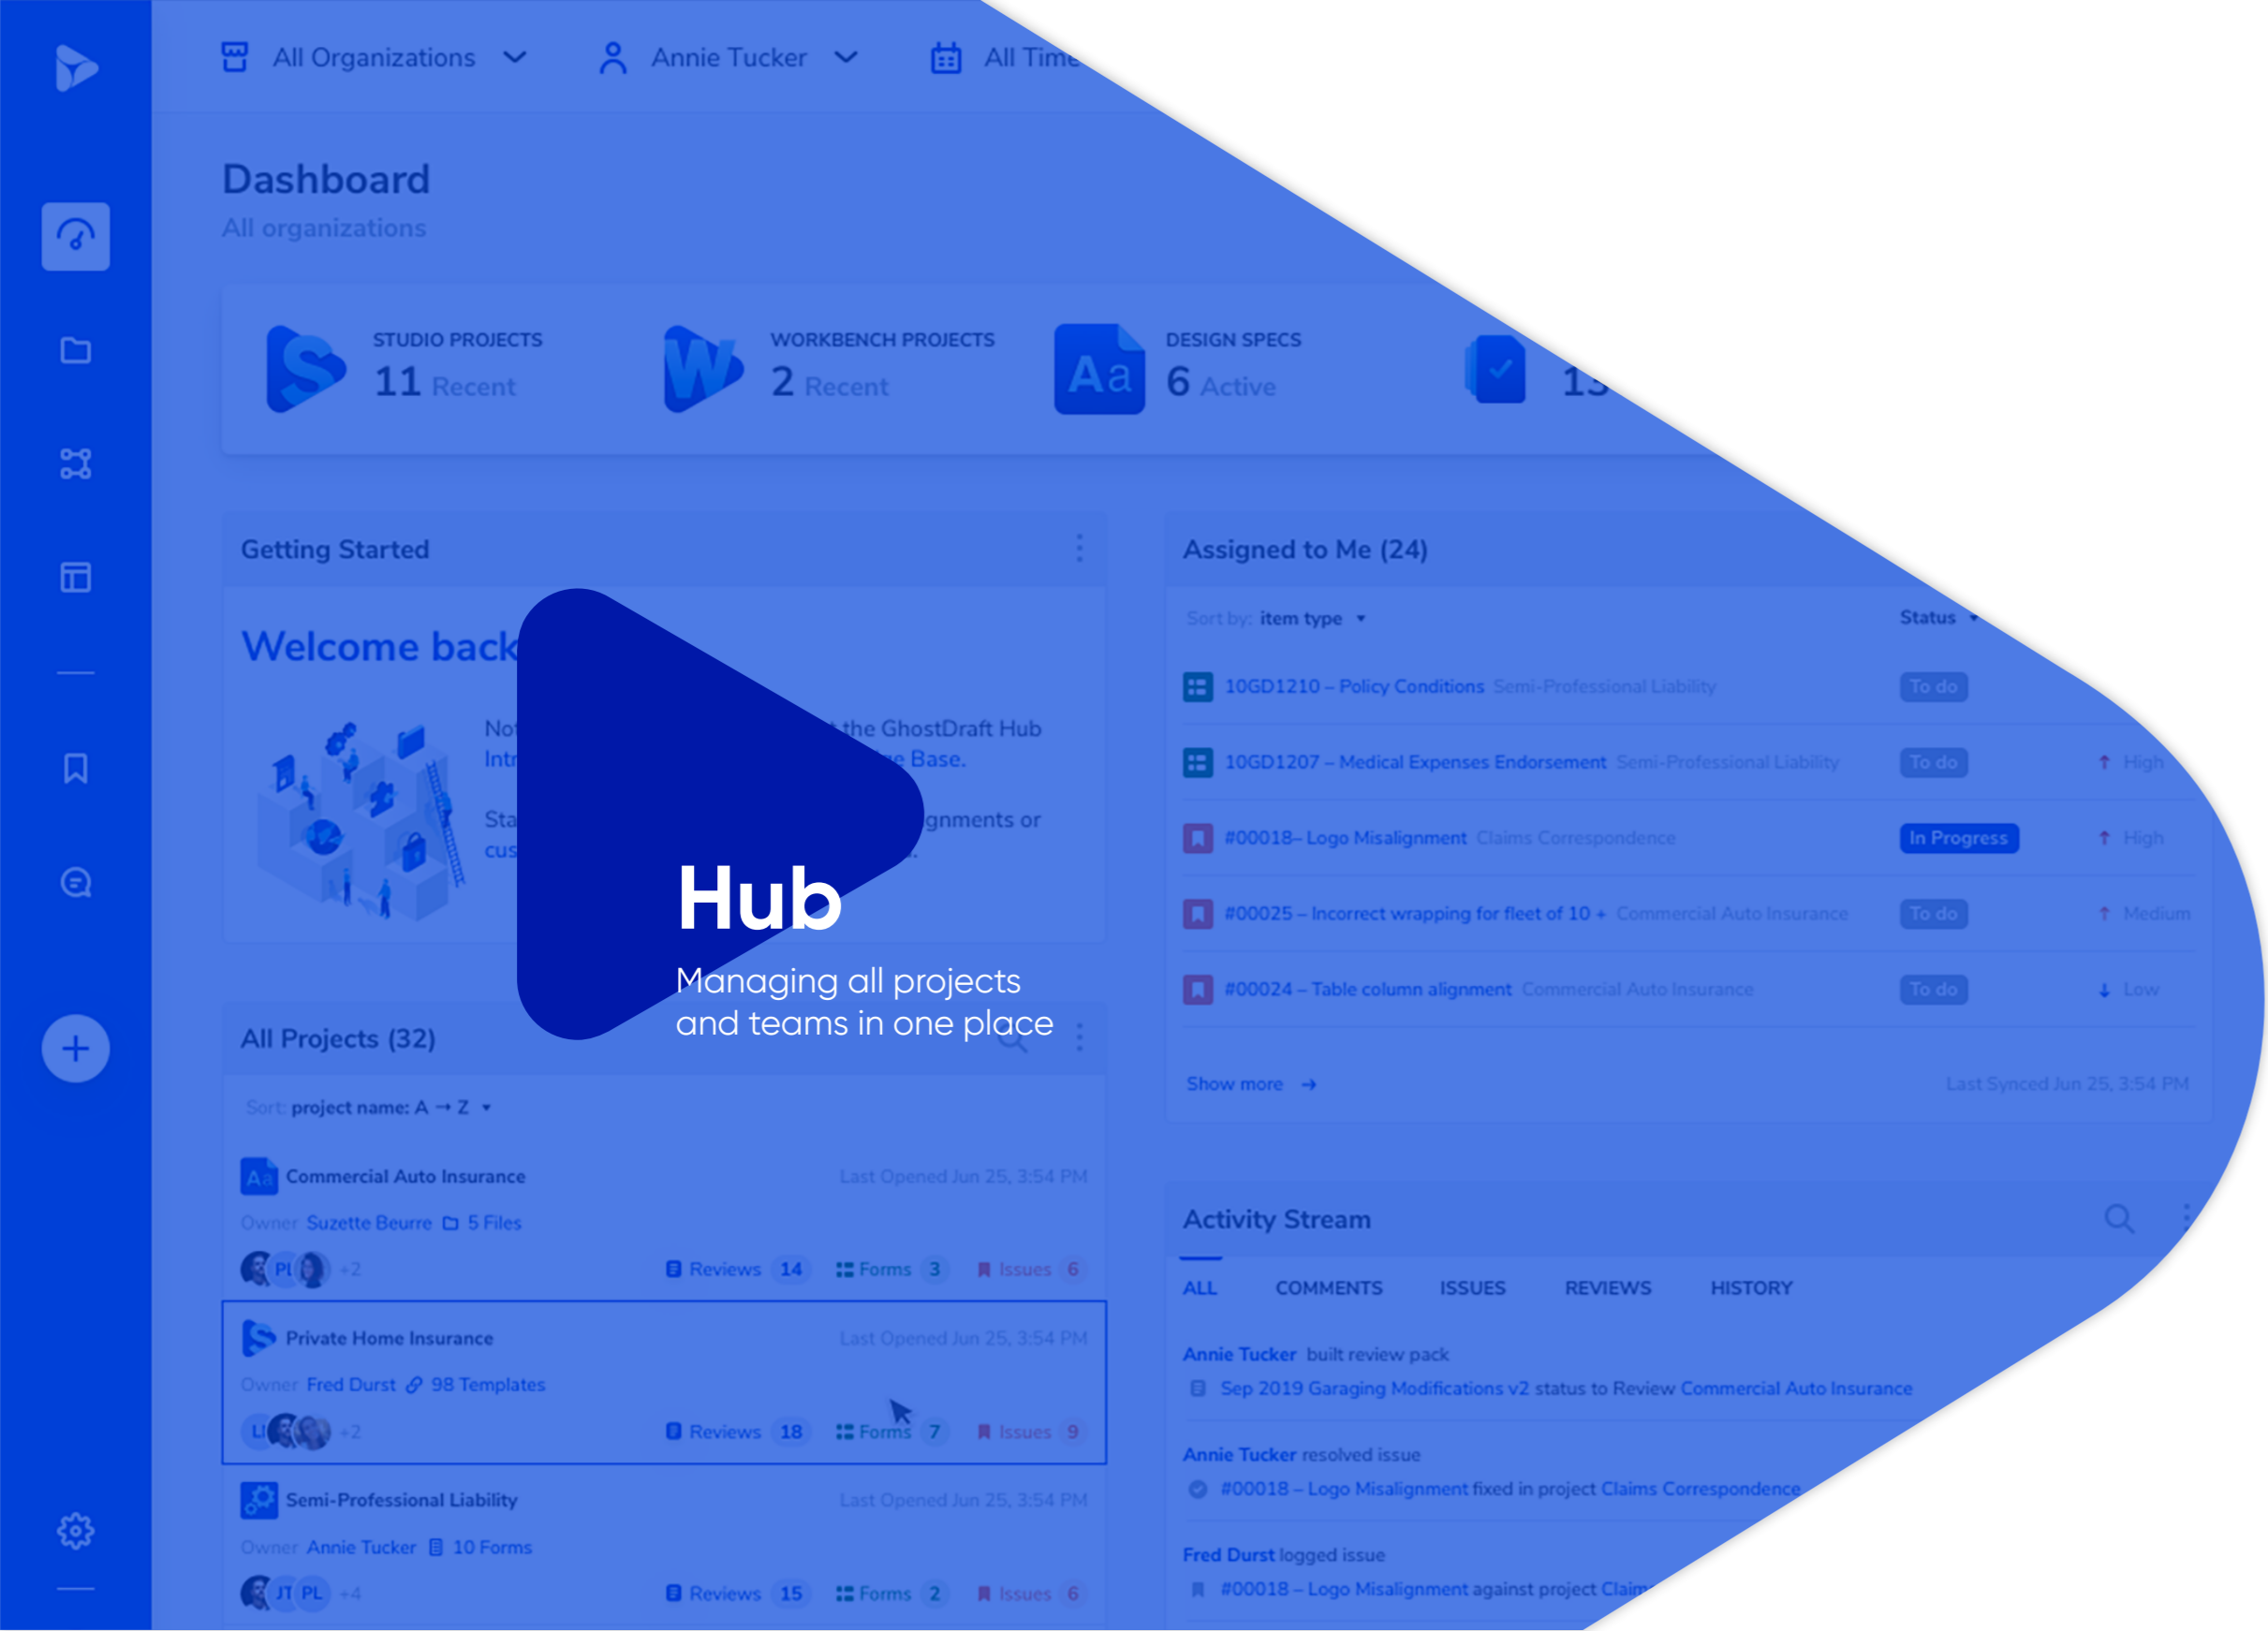 All Organizations
Annie Tucker
All Time
Dashboard
All organizations
STUDIO PROJECTS
11 Recent
WORKBENCH PROJECTS
2 Recent
DESIGN SPECS
6 Active
Getting Started
Welcome back
the GhostDraft Hub
Base.
gnments or
Hub
Managing all projects
and teams in one place
All Projects (32)
Sort: project name: A → Z
Aa Commercial Auto Insurance
Last Opened Jun 25, 3:54 PM
Owner Suzette Beurre 5 Files
PL +2 Reviews 14 Forms 3 Issues 6
Private Home Insurance
Last Opened Jun 25, 3:54 PM
Owner Fred Durst 98 Templates
+2 Reviews 18 Forms 7 Issues 9
Semi-Professional Liability
Last Opened Jun 25, 3:54 PM
Owner Annie Tucker 10 Forms
JT PL +4 Reviews 15 Forms 2 Issues 6
Assigned to Me (24)
Sort by: item type
Status
10GD1210 – Policy Conditions Semi-Professional Liability To do
10GD1207 – Medical Expenses Endorsement Semi-Professional Liability To do ↑ High
#00018– Logo Misalignment Claims Correspondence In Progress ↑ High
#00025 – Incorrect wrapping for fleet of 10 + Commercial Auto Insurance To do ↑ Medium
#00024 – Table column alignment Commercial Auto Insurance To do ↓ Low
Show more →
Last Synced Jun 25, 3:54 PM
Activity Stream
ALL COMMENTS ISSUES REVIEWS HISTORY
Annie Tucker built review pack
Sep 2019 Garaging Modifications v2 status to Review Commercial Auto Insurance
Annie Tucker resolved issue
#00018 – Logo Misalignment fixed in project Claims Correspondence
Fred Durst logged issue
#00018 – Logo Misalignment against project Claim